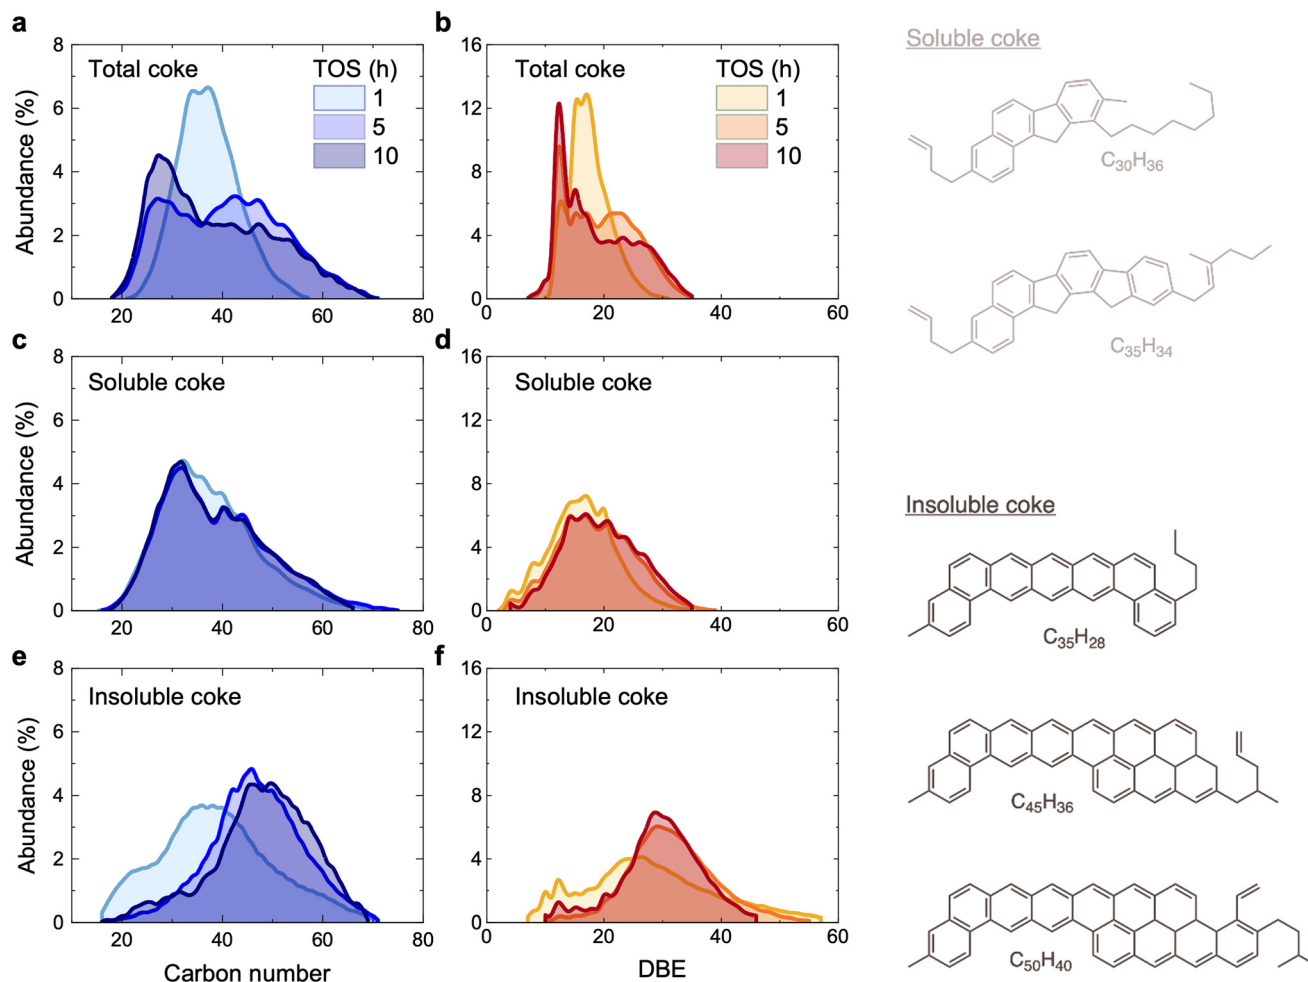 a
Total coke
TOS (h)
1
5
10
Abundance (%)
0
2
4
6
8
20
40
60
80
b
Total coke
TOS (h)
1
5
10
0
4
8
12
16
0
20
40
60
c
Soluble coke
Abundance (%)
0
2
4
6
8
20
40
60
80
d
Soluble coke
0
4
8
12
16
0
20
40
60
e
Insoluble coke
Abundance (%)
0
2
4
6
8
20
40
60
80
Carbon number
f
Insoluble coke
0
4
8
12
16
0
20
40
60
DBE
Soluble coke
C30H36
C35H34
Insoluble coke
C35H28
C45H36
C50H40